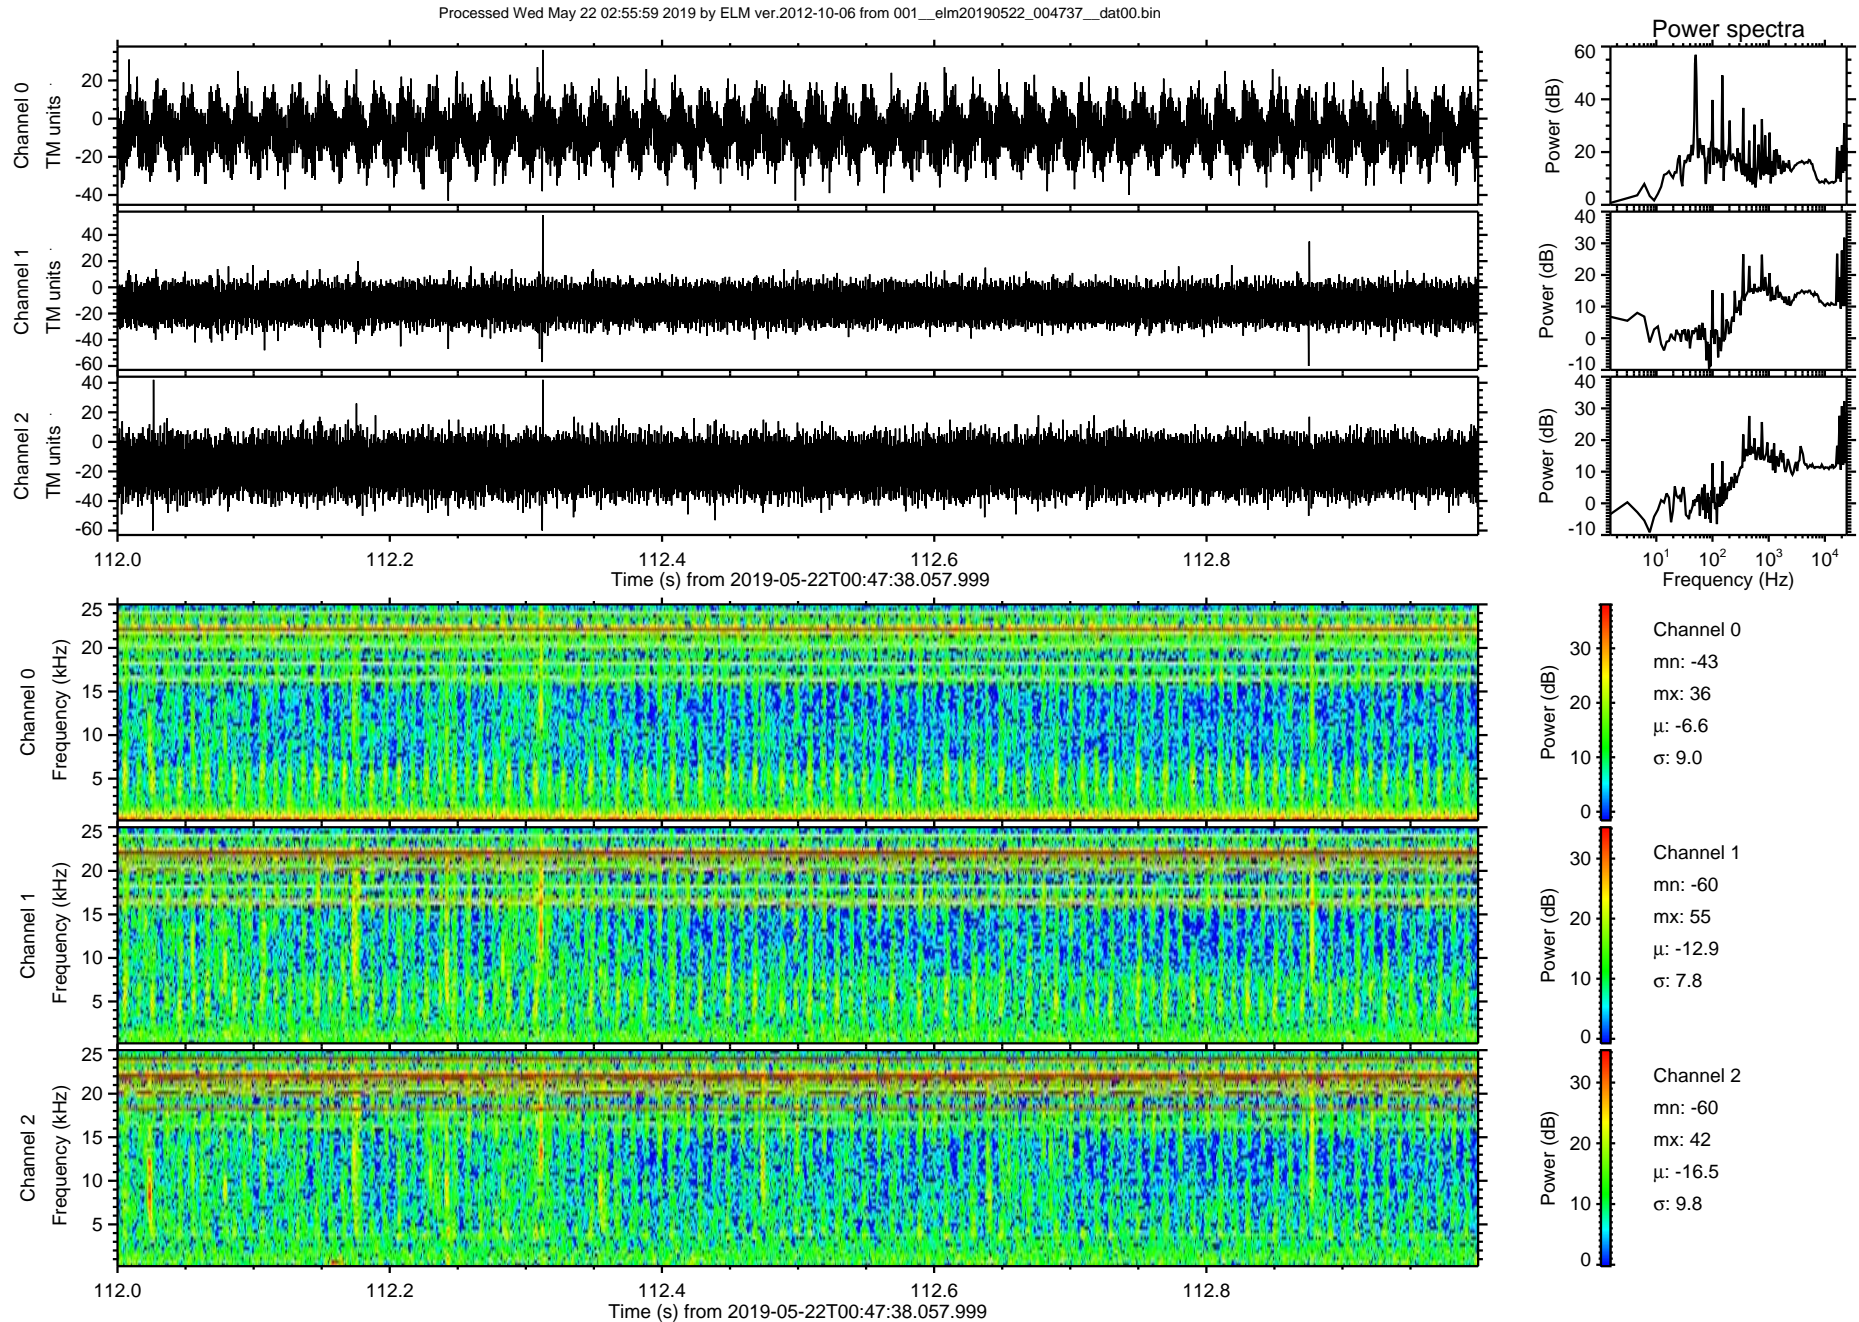 Processed Wed May 22 02:55:59 2019 by ELM ver.2012-10-06 from 001__elm20190522_004737__dat00.bin
Power spectra
Channel 0
TM units
20
0
-20
-40
Power (dB)
60
40
20
0
Channel 1
TM units
40
20
0
-20
-40
-60
Power (dB)
40
30
20
10
0
-10
Channel 2
TM units
40
20
0
-20
-40
-60
Power (dB)
40
30
20
10
0
-10
112.0 112.2 112.4 112.6 112.8
Time (s) from 2019-05-22T00:47:38.057.999
10¹ 10² 10³ 10⁴
Frequency (Hz)
Channel 0
Frequency (kHz)
25
20
15
10
5
Power (dB)
30
20
10
0
Channel 0
mn: -43
mx: 36
µ: -6.6
σ: 9.0
Channel 1
Frequency (kHz)
25
20
15
10
5
Power (dB)
30
20
10
0
Channel 1
mn: -60
mx: 55
µ: -12.9
σ: 7.8
Channel 2
Frequency (kHz)
25
20
15
10
5
Power (dB)
30
20
10
0
Channel 2
mn: -60
mx: 42
µ: -16.5
σ: 9.8
112.0 112.2 112.4 112.6 112.8
Time (s) from 2019-05-22T00:47:38.057.999